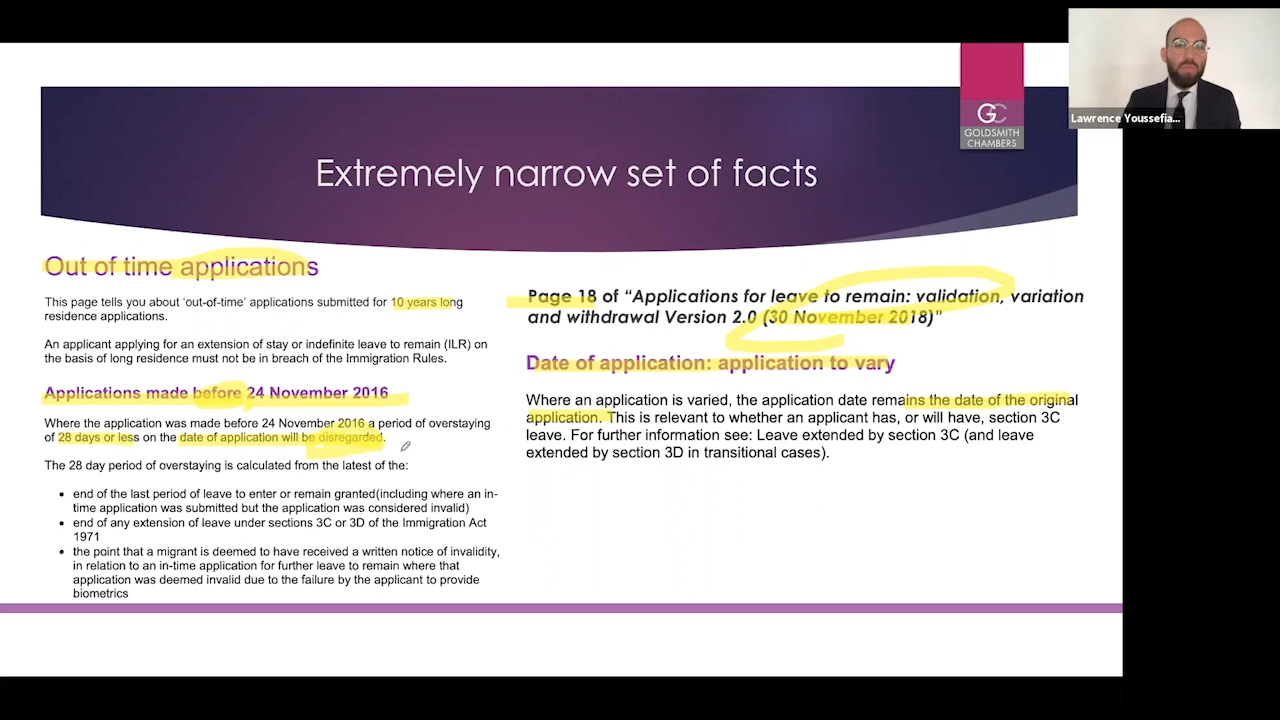 Lawrence Youssefia...
GC
GOLDSMITH
CHAMBERS
Extremely narrow set of facts
Out of time applications
This page tells you about ‘out-of-time’ applications submitted for 10 years long
residence applications.
An applicant applying for an extension of stay or indefinite leave to remain (ILR) on
the basis of long residence must not be in breach of the Immigration Rules.
Applications made before 24 November 2016
Where the application was made before 24 November 2016 a period of overstaying
of 28 days or less on the date of application will be disregarded.
The 28 day period of overstaying is calculated from the latest of the:
• end of the last period of leave to enter or remain granted(including where an in-
time application was submitted but the application was considered invalid)
• end of any extension of leave under sections 3C or 3D of the Immigration Act
1971
• the point that a migrant is deemed to have received a written notice of invalidity,
in relation to an in-time application for further leave to remain where that
application was deemed invalid due to the failure by the applicant to provide
biometrics
Page 18 of “Applications for leave to remain: validation, variation
and withdrawal Version 2.0 (30 November 2018)"
Date of application: application to vary
Where an application is varied, the application date remains the date of the original
application. This is relevant to whether an applicant has, or will have, section 3C
leave. For further information see: Leave extended by section 3C (and leave
extended by section 3D in transitional cases).